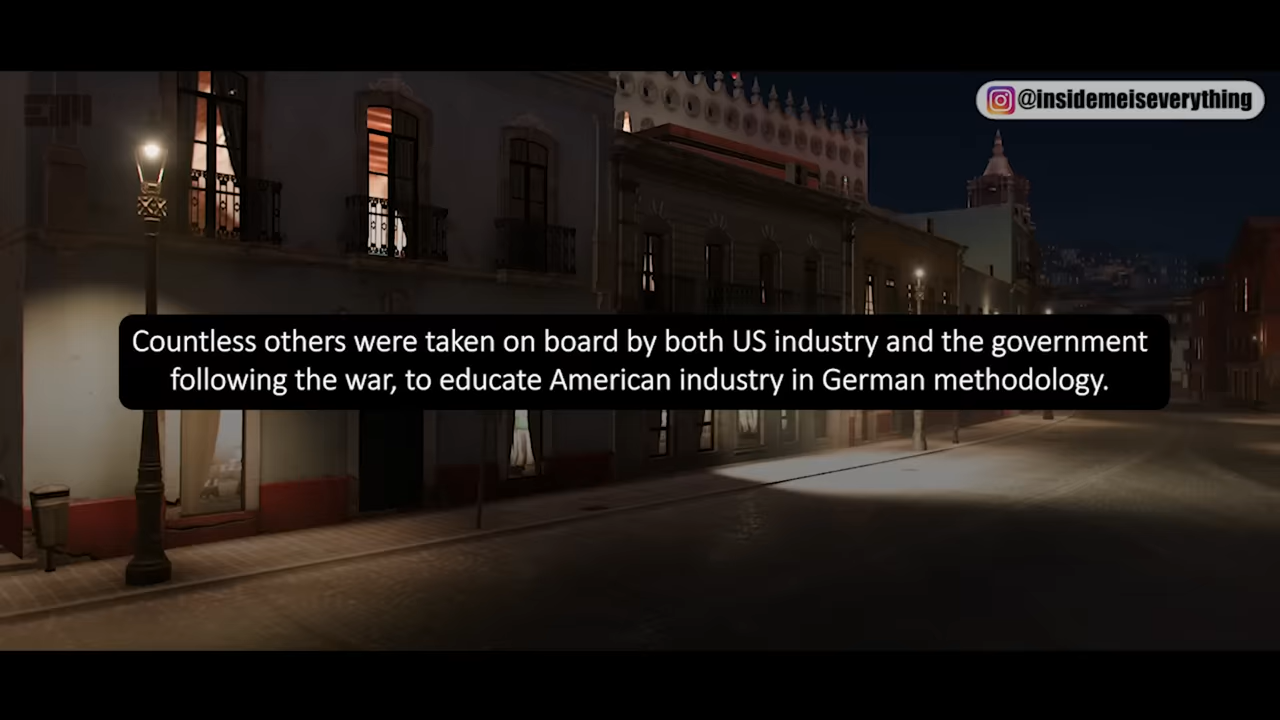 EIM
@insidemeiseverything
Countless others were taken on board by both US industry and the government
following the war, to educate American industry in German methodology.